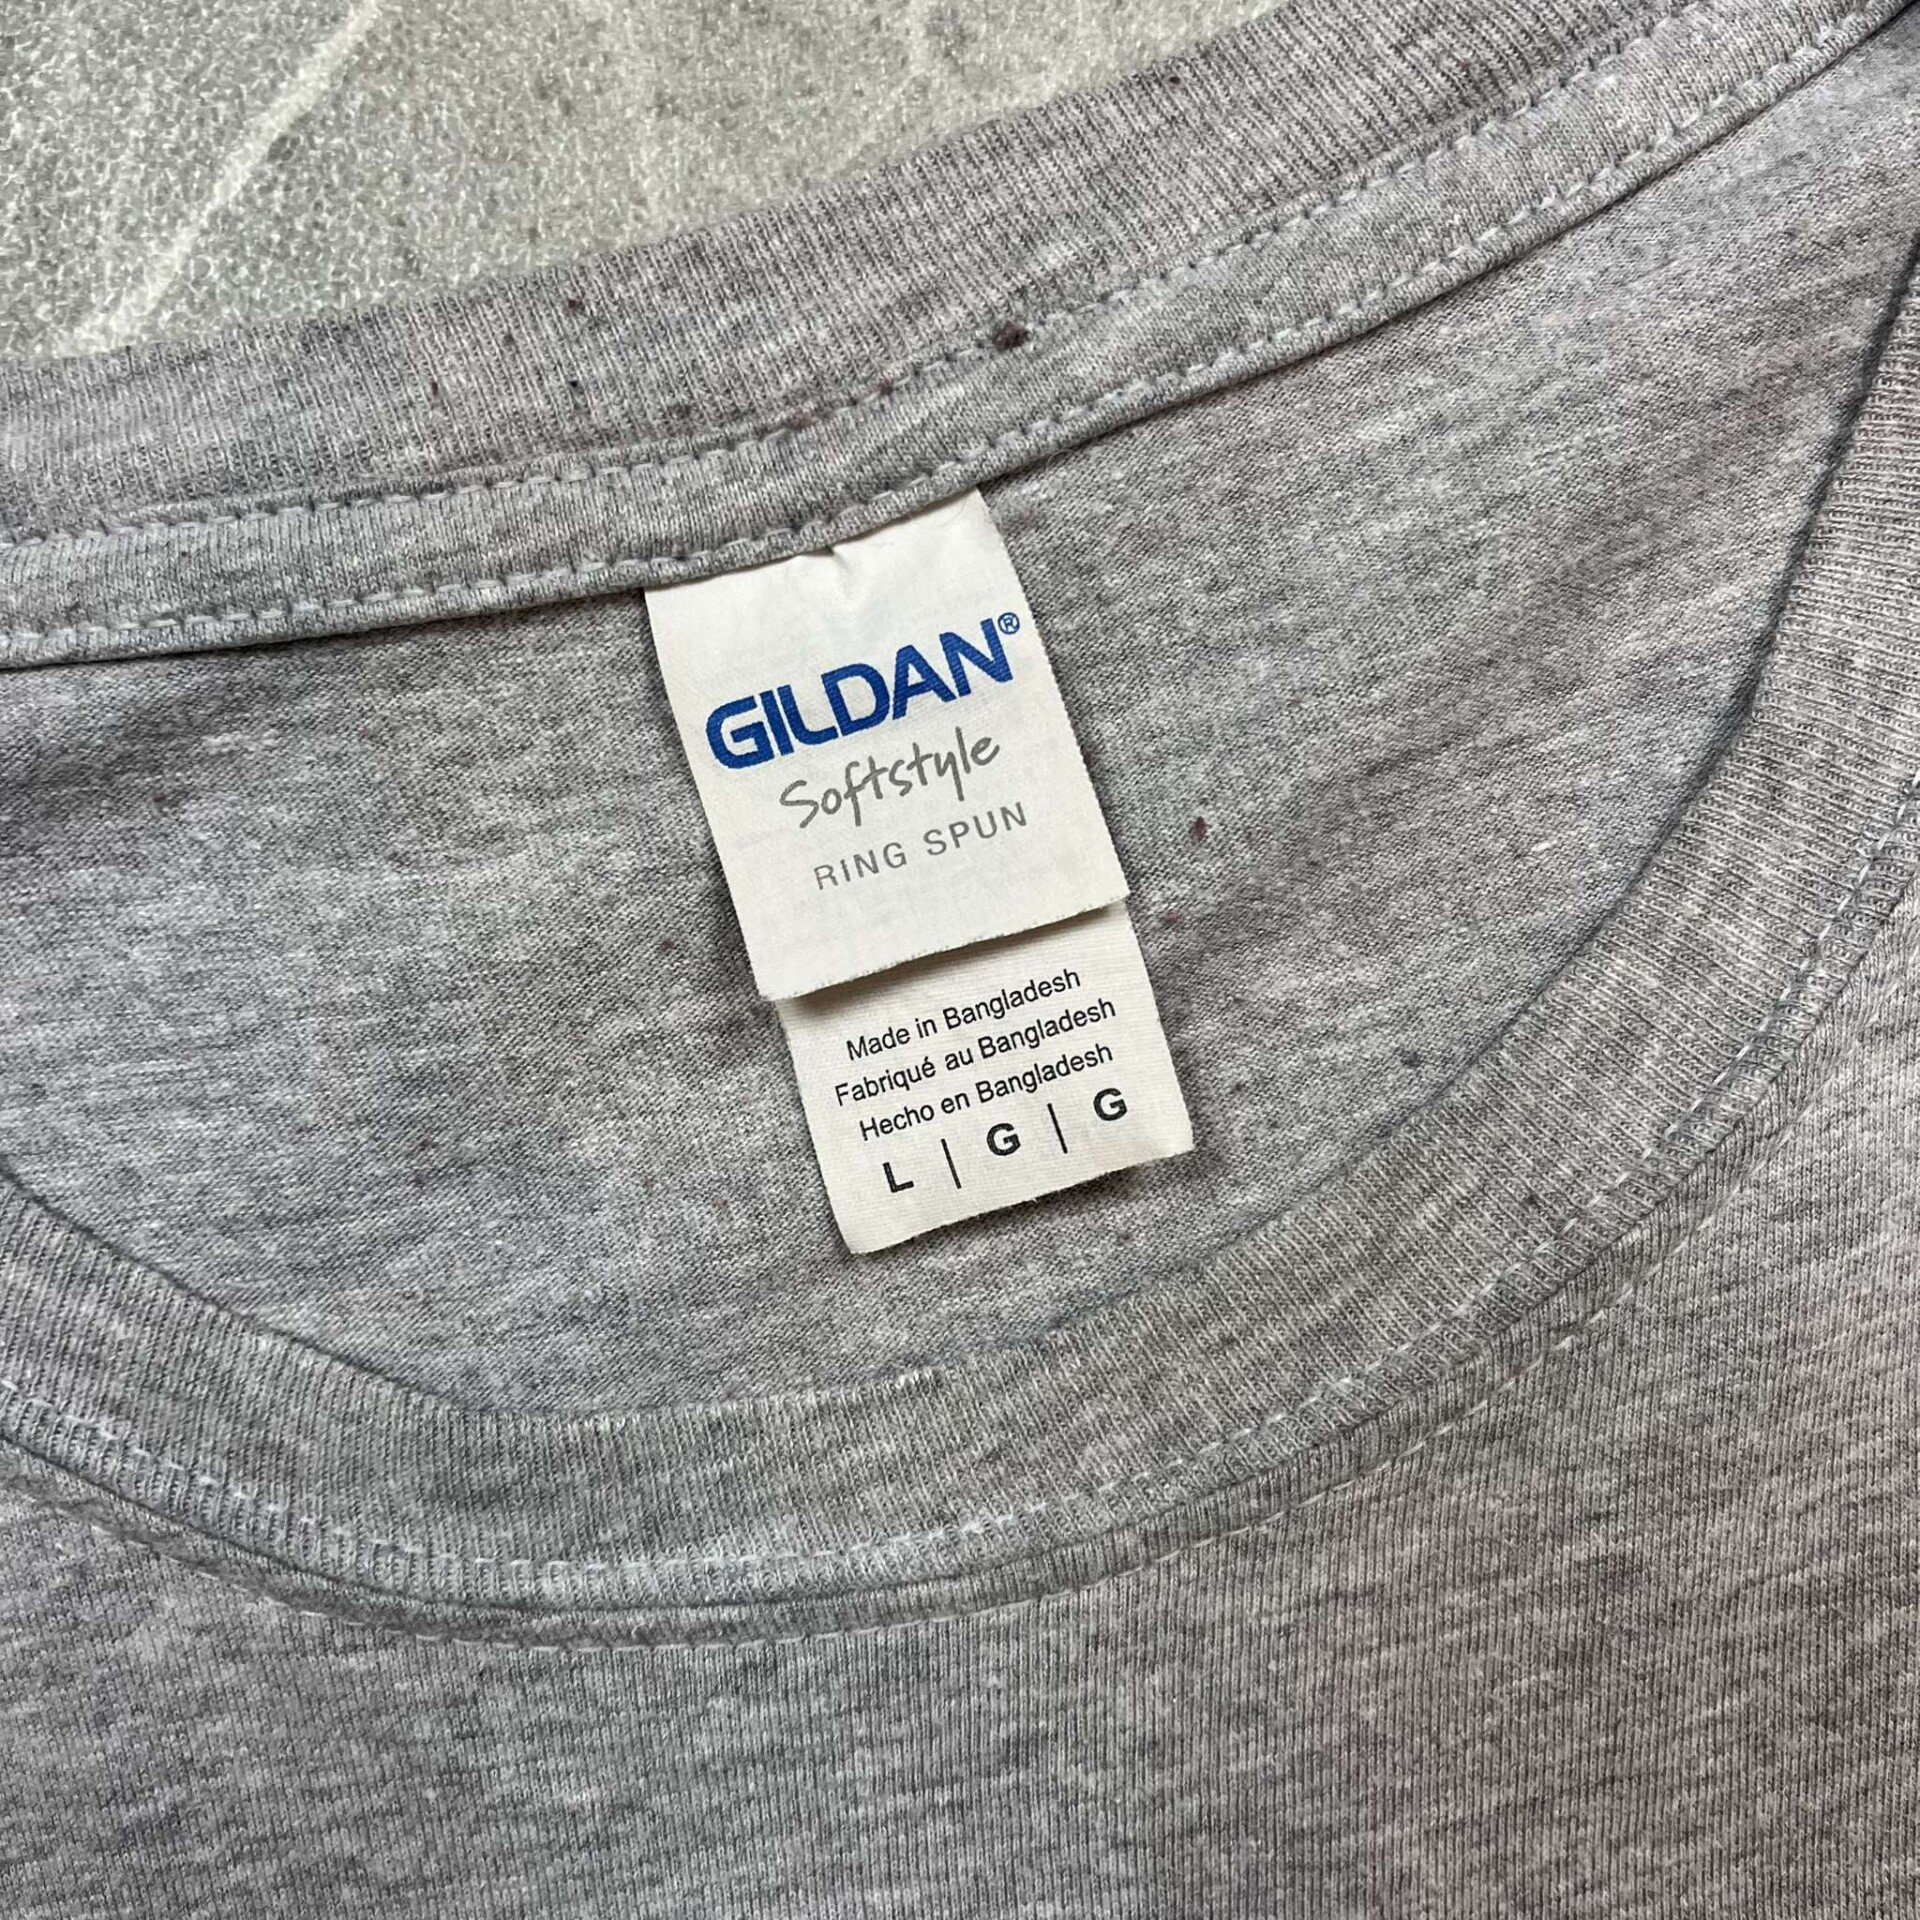 GILDAN®
Softstyle
RING SPUN
Made in Bangladesh
Fabriqué au Bangladesh
Hecho en Bangladesh
L | G | G